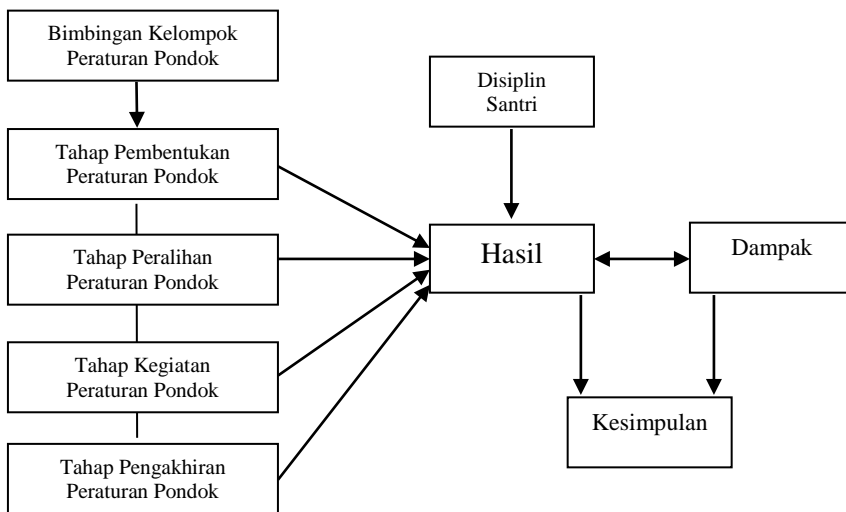 Bimbingan Kelompok
Peraturan Pondok
Disiplin
Santri
Tahap Pembentukan
Peraturan Pondok
Tahap Peralihan
Peraturan Pondok
Hasil
Dampak
Tahap Kegiatan
Peraturan Pondok
Kesimpulan
Tahap Pengakhiran
Peraturan Pondok